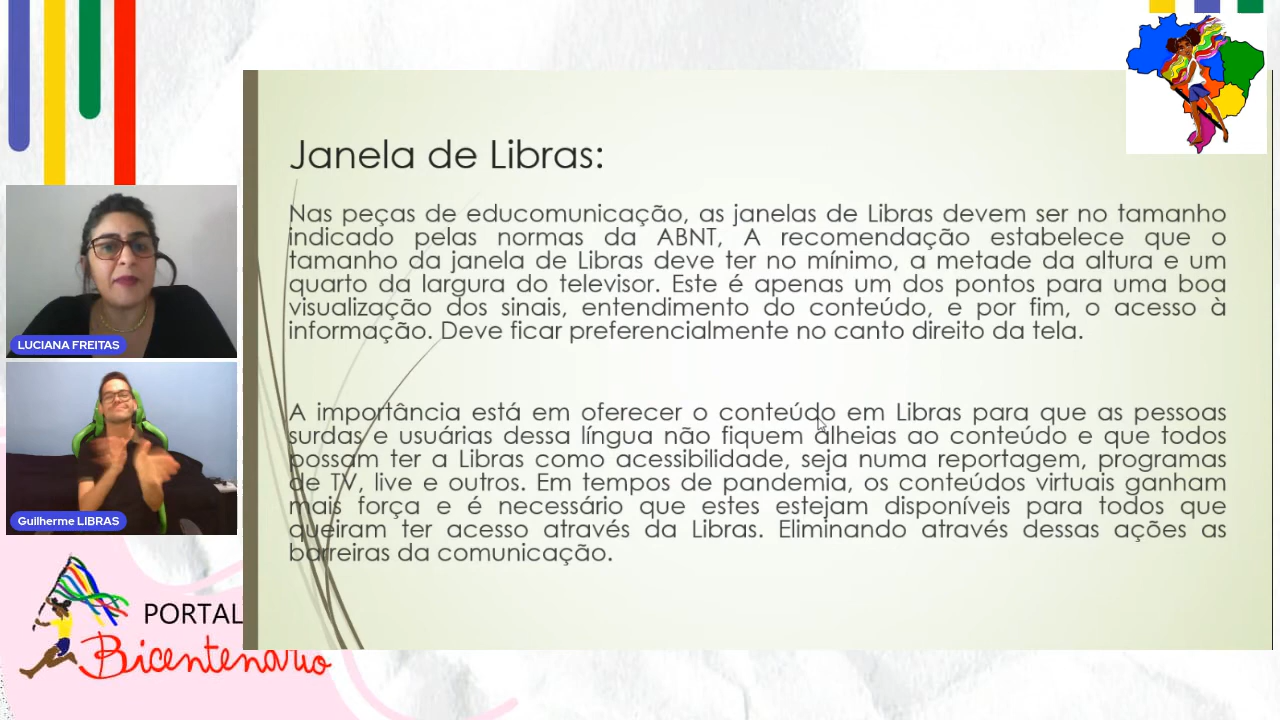 Janela de Libras:
Nas peças de educomunicação, as janelas de Libras devem ser no tamanho
indicado pelas normas da ABNT, A recomendação estabelece que o
tamanho da janela de Libras deve ter no mínimo, a metade da altura e um
quarto da largura do televisor. Este é apenas um dos pontos para uma boa
visualização dos sinais, entendimento do conteúdo, e por fim, o acesso à
informação. Deve ficar preferencialmente no canto direito da tela.
A importância está em oferecer o conteúdo em Libras para que as pessoas
surdas e usuárias dessa língua não fiquem alheias ao conteúdo e que todos
possam ter a Libras como acessibilidade, seja numa reportagem, programas
de TV, live e outros. Em tempos de pandemia, os conteúdos virtuais ganham
mais força e é necessário que estes estejam disponíveis para todos que
queiram ter acesso através da Libras. Eliminando através dessas ações as
barreiras da comunicação.
LUCIANA FREITAS
Guilherme LIBRAS
PORTAL
Bicentenário